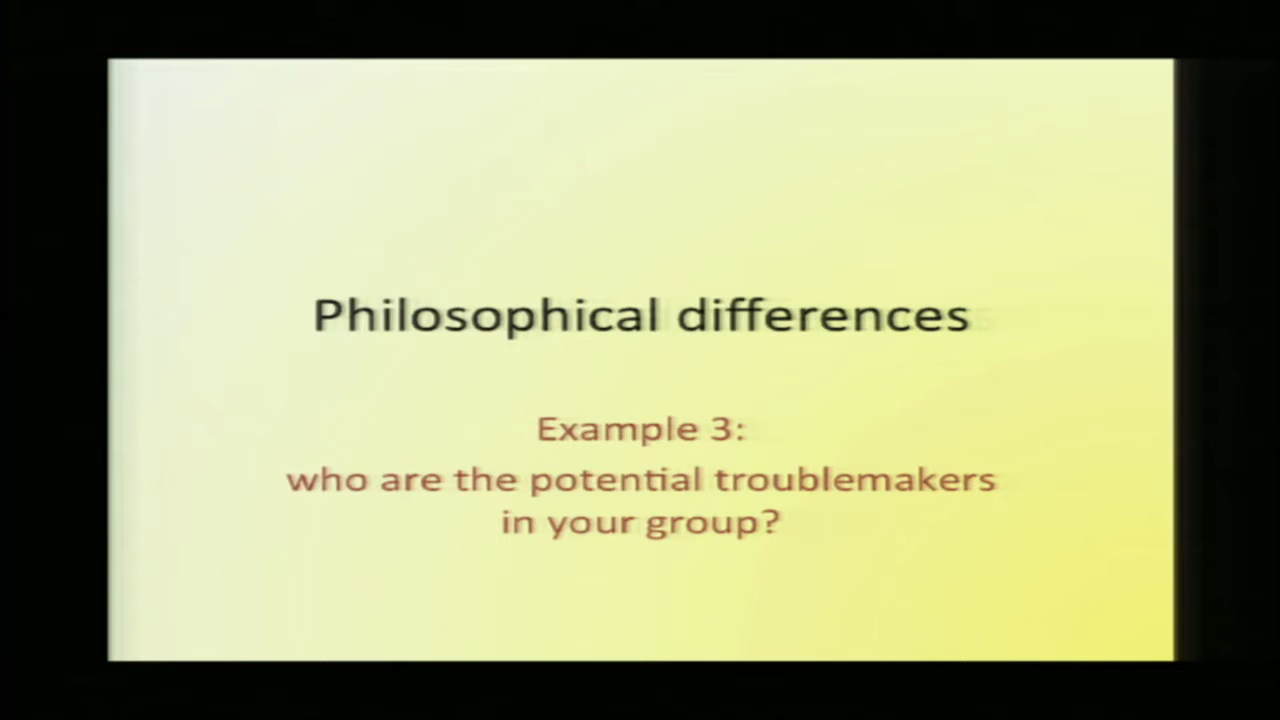 Philosophical differences
Example 3:
who are the potential troublemakers
in your group?